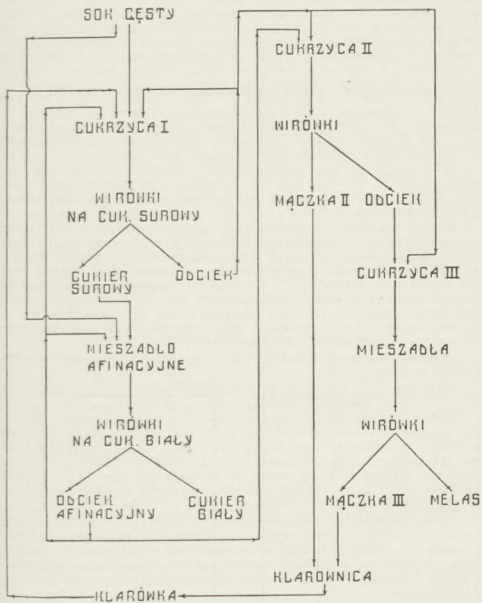 SOK GĘSTY
CUKRZYCA I
WIRÓWKI
NA CUK. SUROWY
CUKIER
SUROWY
ODCIEK
MIESZADŁO
AFINACYJNE
WIRÓWKI
NA CUK. BIAŁY
ODCIEK
AFINACYJNY
CUKIER
BIAŁY
KLARÓWKA
CUKRZYCA II
WIRÓWKI
MĄCZKA II
ODCIEK
CUKRZYCA III
MIESZADŁA
WIRÓWKI
MĄCZKA III
MELAS
KLAROWNICA